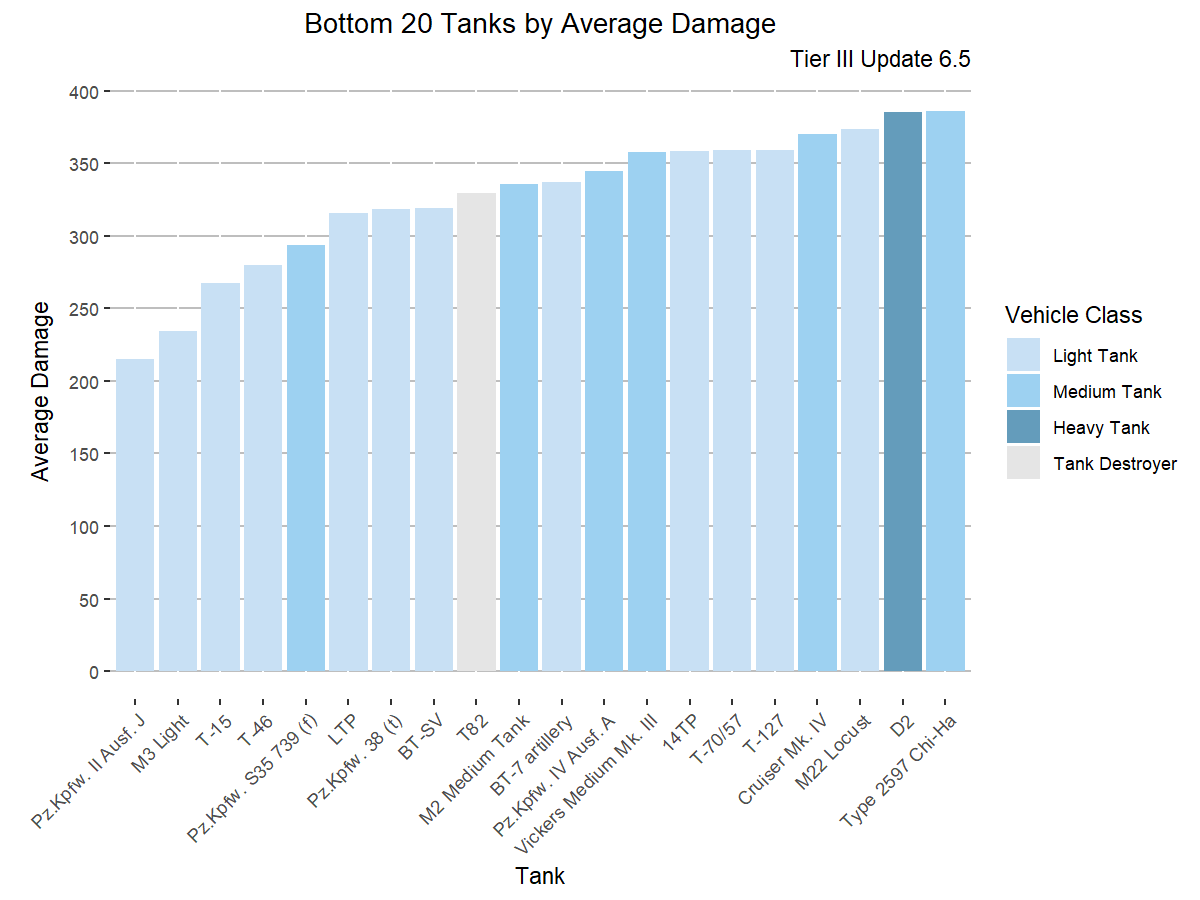 Bottom 20 Tanks by Average Damage
Tier III Update 6.5
400
350
300
250
200
150
100
50
0
Average Damage
Pz.Kpfw. II Ausf. J
M3 Light
T-15
T-46
Pz.Kpfw. S35 739 (f)
LTP
Pz.Kpfw. 38 (t)
BT-SV
T82
M2 Medium Tank
BT-7 artillery
Pz.Kpfw. IV Ausf. A
Vickers Medium Mk. III
14TP
T-70/57
T-127
Cruiser Mk. IV
M22 Locust
D2
Type 2597 Chi-Ha
Tank
Vehicle Class
Light Tank
Medium Tank
Heavy Tank
Tank Destroyer